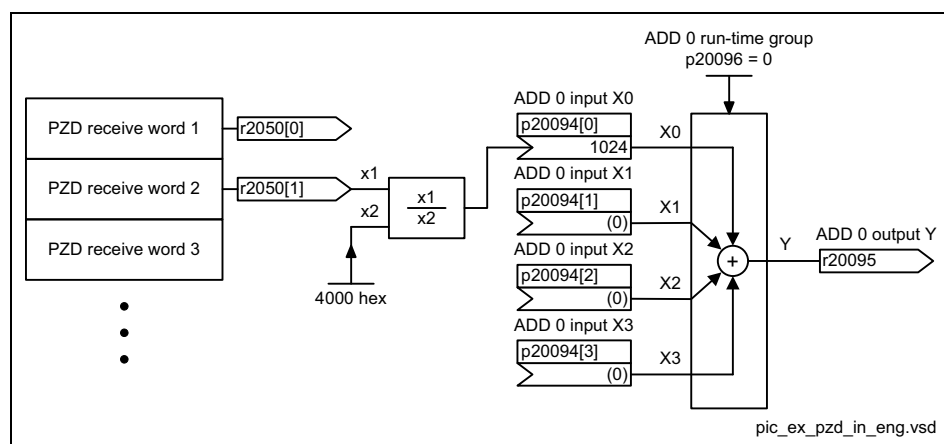 ADD 0 run-time group
p20096 = 0
PZD receive word 1
r2050[0]
PZD receive word 2
r2050[1]
PZD receive word 3
x1
x2
x1
x2
4000 hex
ADD 0 input X0
p20094[0]
1024
X0
ADD 0 input X1
p20094[1]
(0)
X1
ADD 0 input X2
p20094[2]
(0)
X2
ADD 0 input X3
p20094[3]
(0)
X3
+
Y
ADD 0 output Y
r20095
pic_ex_pzd_in_eng.vsd